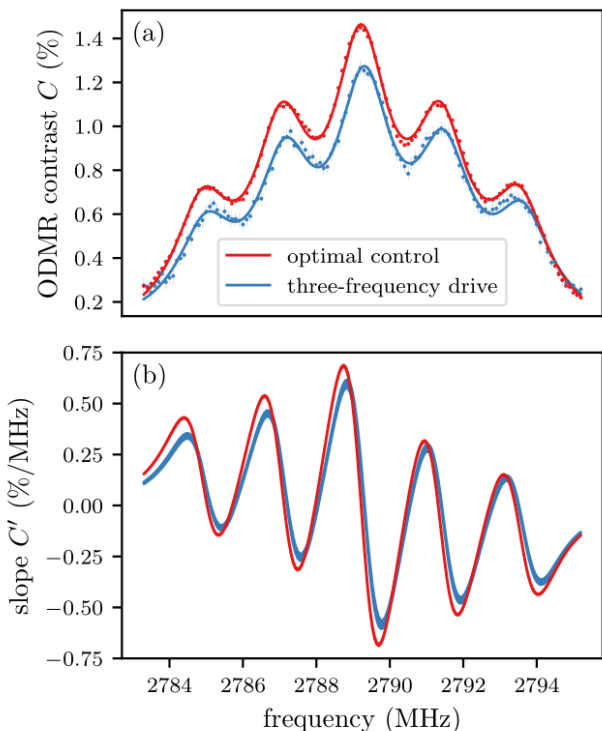 (a)
ODMR contrast C (%)
1.4
1.2
1.0
0.8
0.6
0.4
0.2
optimal control
three-frequency drive
(b)
slope C′ (%/MHz)
0.75
0.50
0.25
0.00
−0.25
−0.50
−0.75
2784 2786 2788 2790 2792 2794
frequency (MHz)